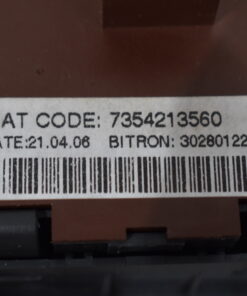 AT CODE: 7354213560
ATE:21.04.06 BITRON: 30280122